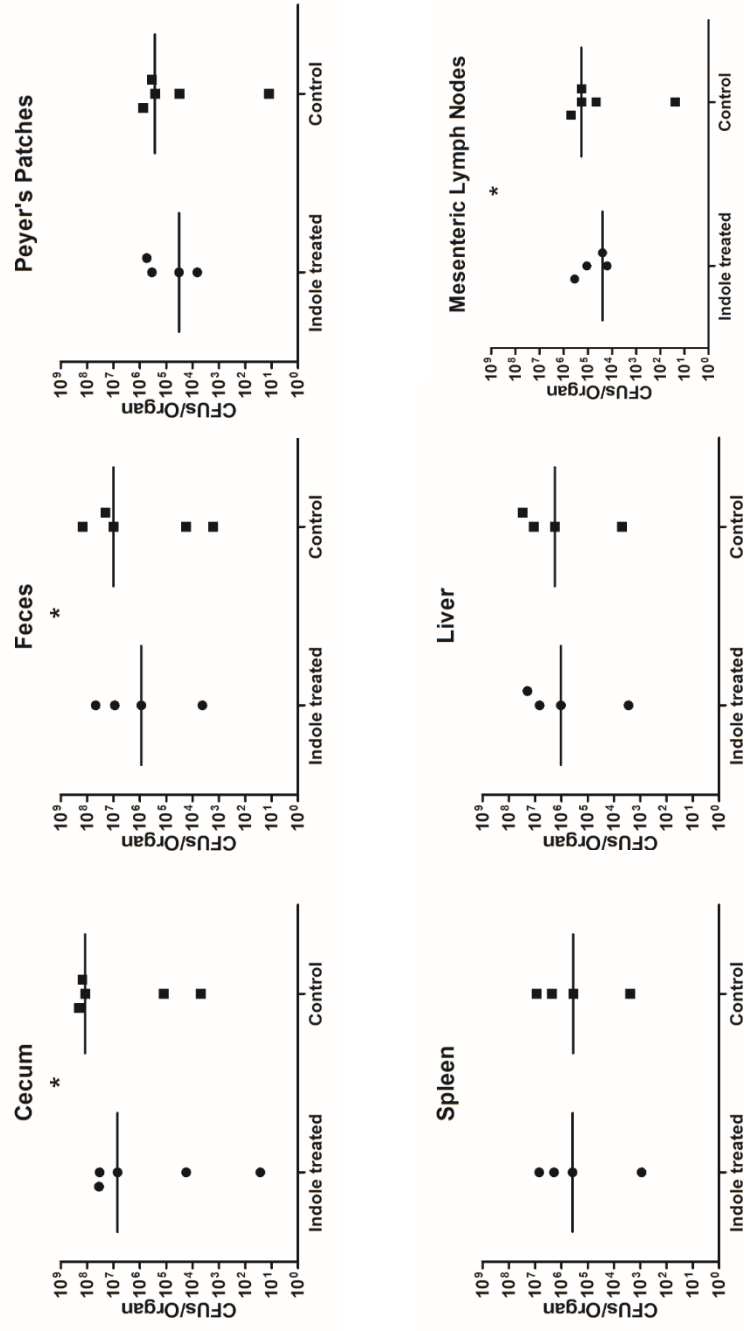 Cecum
*
10⁹
10⁸
10⁷
10⁶
10⁵
10⁴
10³
10²
10¹
10⁰
CFUs/Organ
Indole treated
Control
Feces
*
10⁹
10⁸
10⁷
10⁶
10⁵
10⁴
10³
10²
10¹
10⁰
CFUs/Organ
Indole treated
Control
Peyer's Patches
10⁹
10⁸
10⁷
10⁶
10⁵
10⁴
10³
10²
10¹
10⁰
CFUs/Organ
Indole treated
Control
Spleen
10⁹
10⁸
10⁷
10⁶
10⁵
10⁴
10³
10²
10¹
10⁰
CFUs/Organ
Indole treated
Control
Liver
10⁹
10⁸
10⁷
10⁶
10⁵
10⁴
10³
10²
10¹
10⁰
CFUs/Organ
Indole treated
Control
Mesenteric Lymph Nodes
*
10⁹
10⁸
10⁷
10⁶
10⁵
10⁴
10³
10²
10¹
10⁰
CFUs/Organ
Indole treated
Control